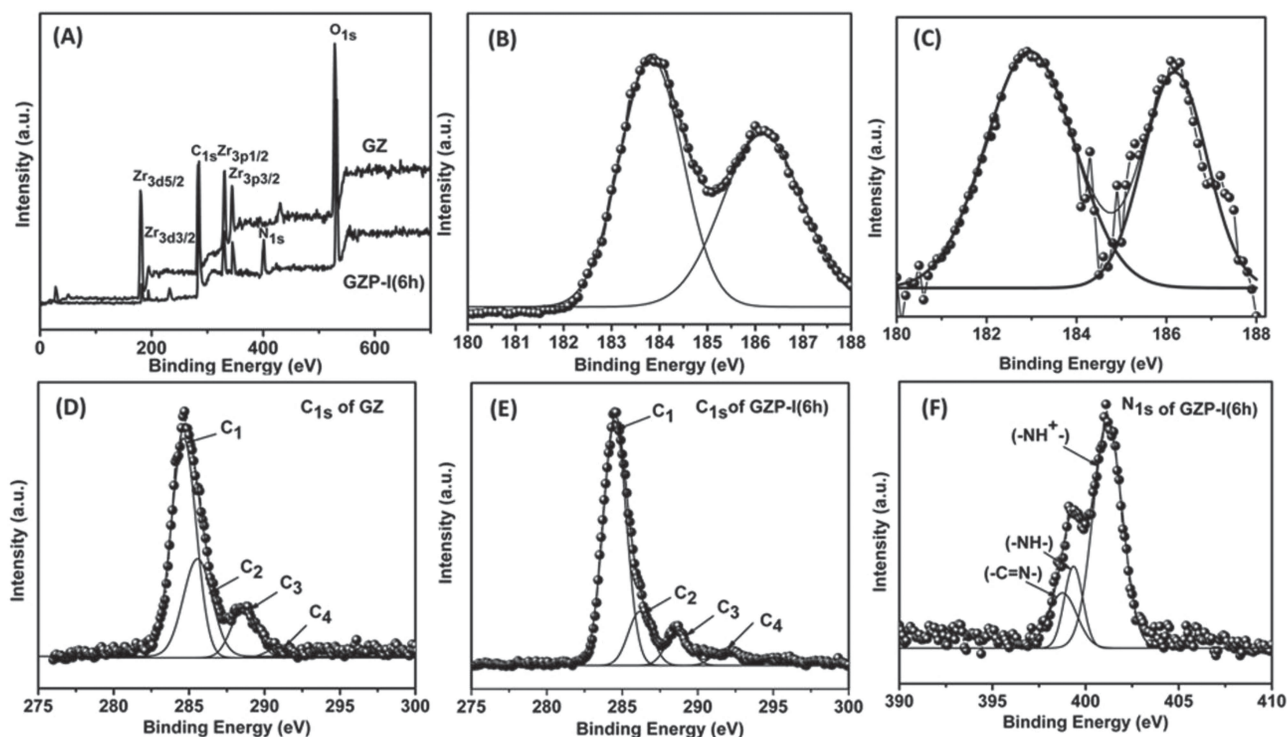 (A)
O1s
C1s Zr3p1/2
GZ
Zr3d5/2
Zr3p3/2
Zr3d3/2
N1s
GZP-I(6h)
Intensity (a.u.)
0 200 400 600
Binding Energy (eV)
(B)
Intensity (a.u.)
180 181 182 183 184 185 186 187 188
Binding Energy (eV)
(C)
Intensity (a.u.)
180 182 184 186 188
Binding Energy (eV)
(D)
C1s of GZ
C1
C2
C3
C4
Intensity (a.u.)
275 280 285 290 295 300
Binding Energy (eV)
(E)
C1s of GZP-I(6h)
C1
C2
C3
C4
Intensity (a.u.)
275 280 285 290 295 300
Binding Energy (eV)
(F)
N1s of GZP-I(6h)
(-NH+-)
(-NH-)
(-C=N-)
Intensity (a.u.)
390 395 400 405 410
Binding Energy (eV)